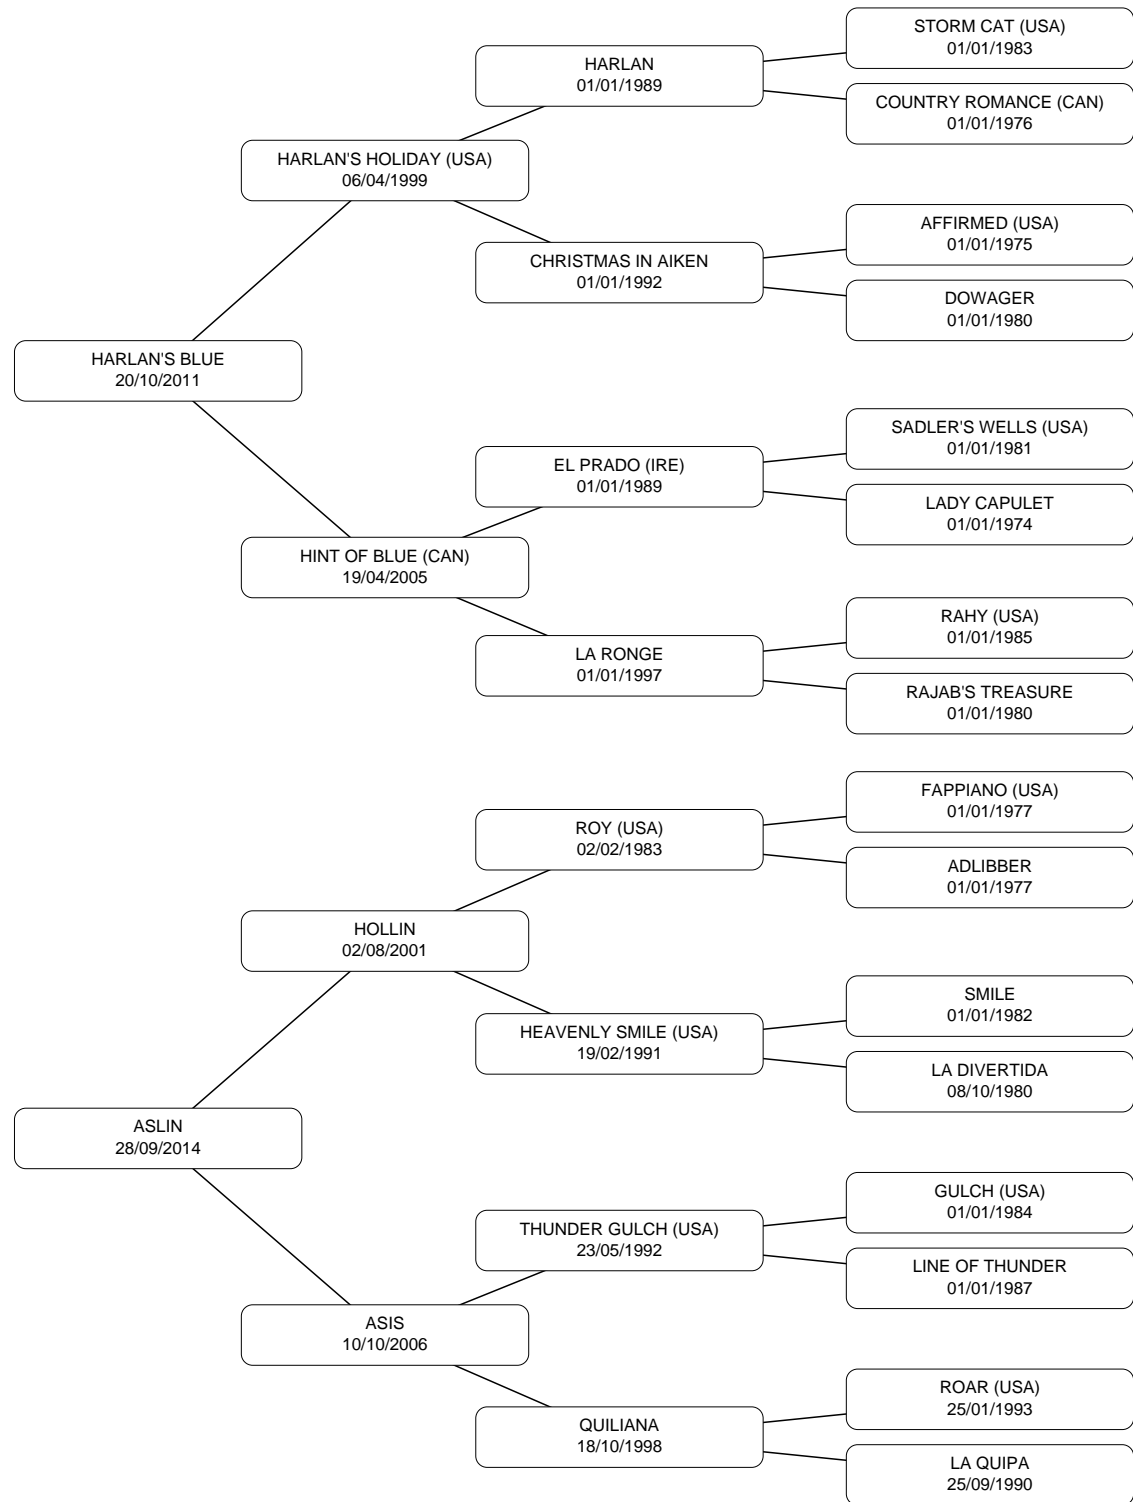 STORM CAT (USA)
01/01/1983
HARLAN
01/01/1989
COUNTRY ROMANCE (CAN)
01/01/1976
HARLAN'S HOLIDAY (USA)
06/04/1999
AFFIRMED (USA)
01/01/1975
CHRISTMAS IN AIKEN
01/01/1992
DOWAGER
01/01/1980
HARLAN'S BLUE
20/10/2011
SADLER'S WELLS (USA)
01/01/1981
EL PRADO (IRE)
01/01/1989
LADY CAPULET
01/01/1974
HINT OF BLUE (CAN)
19/04/2005
RAHY (USA)
01/01/1985
LA RONGE
01/01/1997
RAJAB'S TREASURE
01/01/1980
FAPPIANO (USA)
01/01/1977
ROY (USA)
02/02/1983
ADLIBBER
01/01/1977
HOLLIN
02/08/2001
SMILE
01/01/1982
HEAVENLY SMILE (USA)
19/02/1991
LA DIVERTIDA
08/10/1980
ASLIN
28/09/2014
GULCH (USA)
01/01/1984
THUNDER GULCH (USA)
23/05/1992
LINE OF THUNDER
01/01/1987
ASIS
10/10/2006
ROAR (USA)
25/01/1993
QUILIANA
18/10/1998
LA QUIPA
25/09/1990